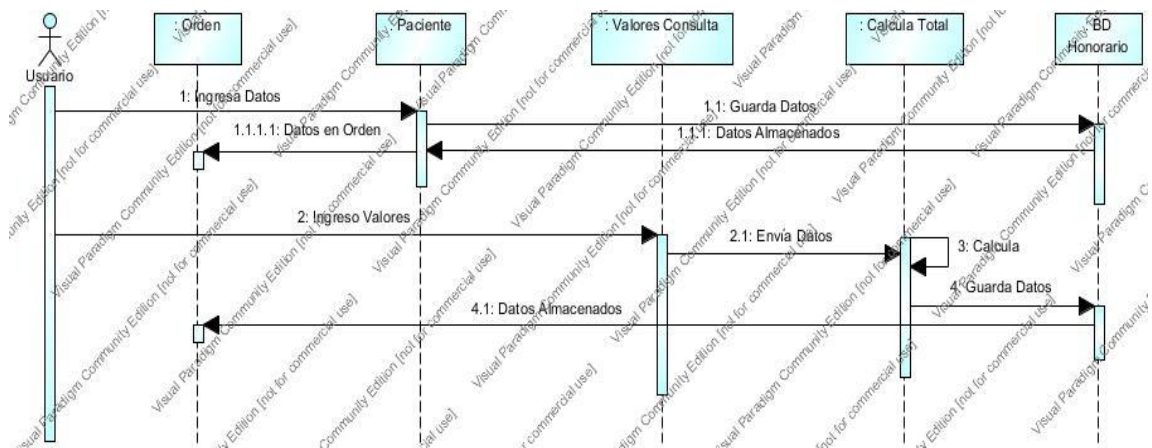 : Orden
: Paciente
: Valores Consulta
: Calcula Total
: BD
Honorario
Usuario
1: Ingresa Datos
1.1: Guarda Datos
1.1.1: Datos Almacenados
1.1.1.1: Datos en Orden
2: Ingreso Valores
2.1: Envía Datos
3: Calcula
4: Guarda Datos
4.1: Datos Almacenados
Visual Paradigm Community Edition [not for commercial use]